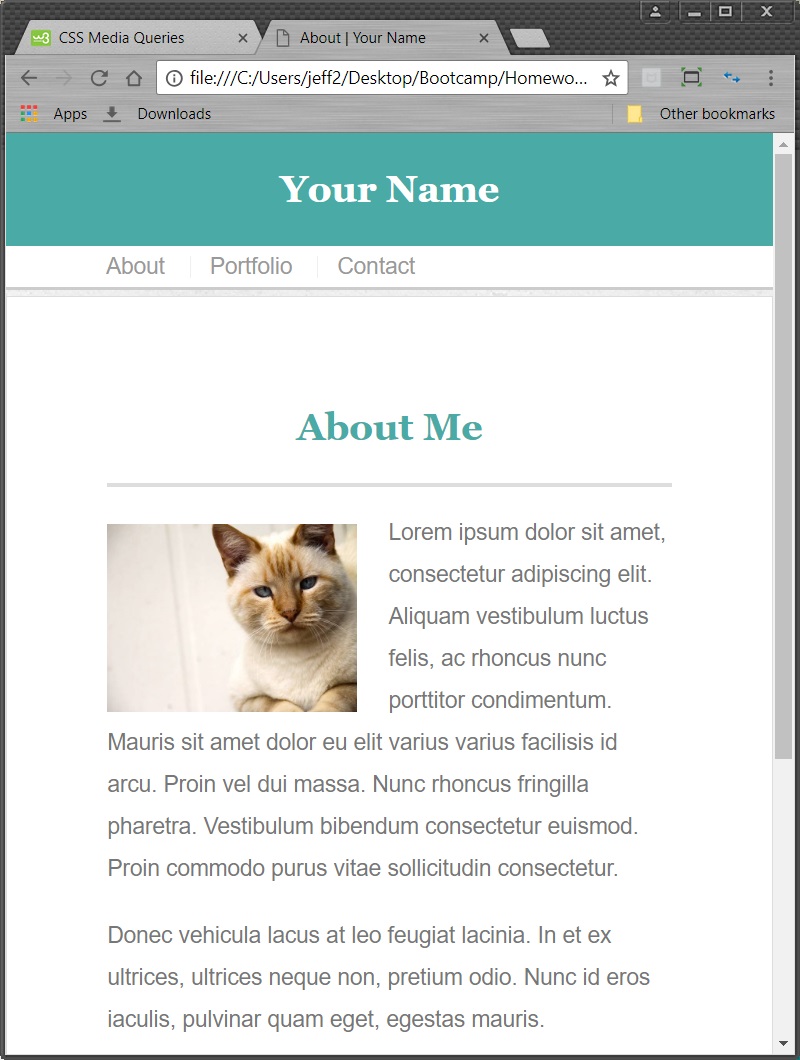 CSS Media Queries
About | Your Name
file:///C:/Users/jeff2/Desktop/Bootcamp/Homewo...
Apps
Downloads
Other bookmarks
Your Name
About
Portfolio
Contact
About Me
Lorem ipsum dolor sit amet,
consectetur adipiscing elit.
Aliquam vestibulum luctus
felis, ac rhoncus nunc
porttitor condimentum.
Mauris sit amet dolor eu elit varius varius facilisis id
arcu. Proin vel dui massa. Nunc rhoncus fringilla
pharetra. Vestibulum bibendum consectetur euismod.
Proin commodo purus vitae sollicitudin consectetur.
Donec vehicula lacus at leo feugiat lacinia. In et ex
ultrices, ultrices neque non, pretium odio. Nunc id eros
iaculis, pulvinar quam eget, egestas mauris.